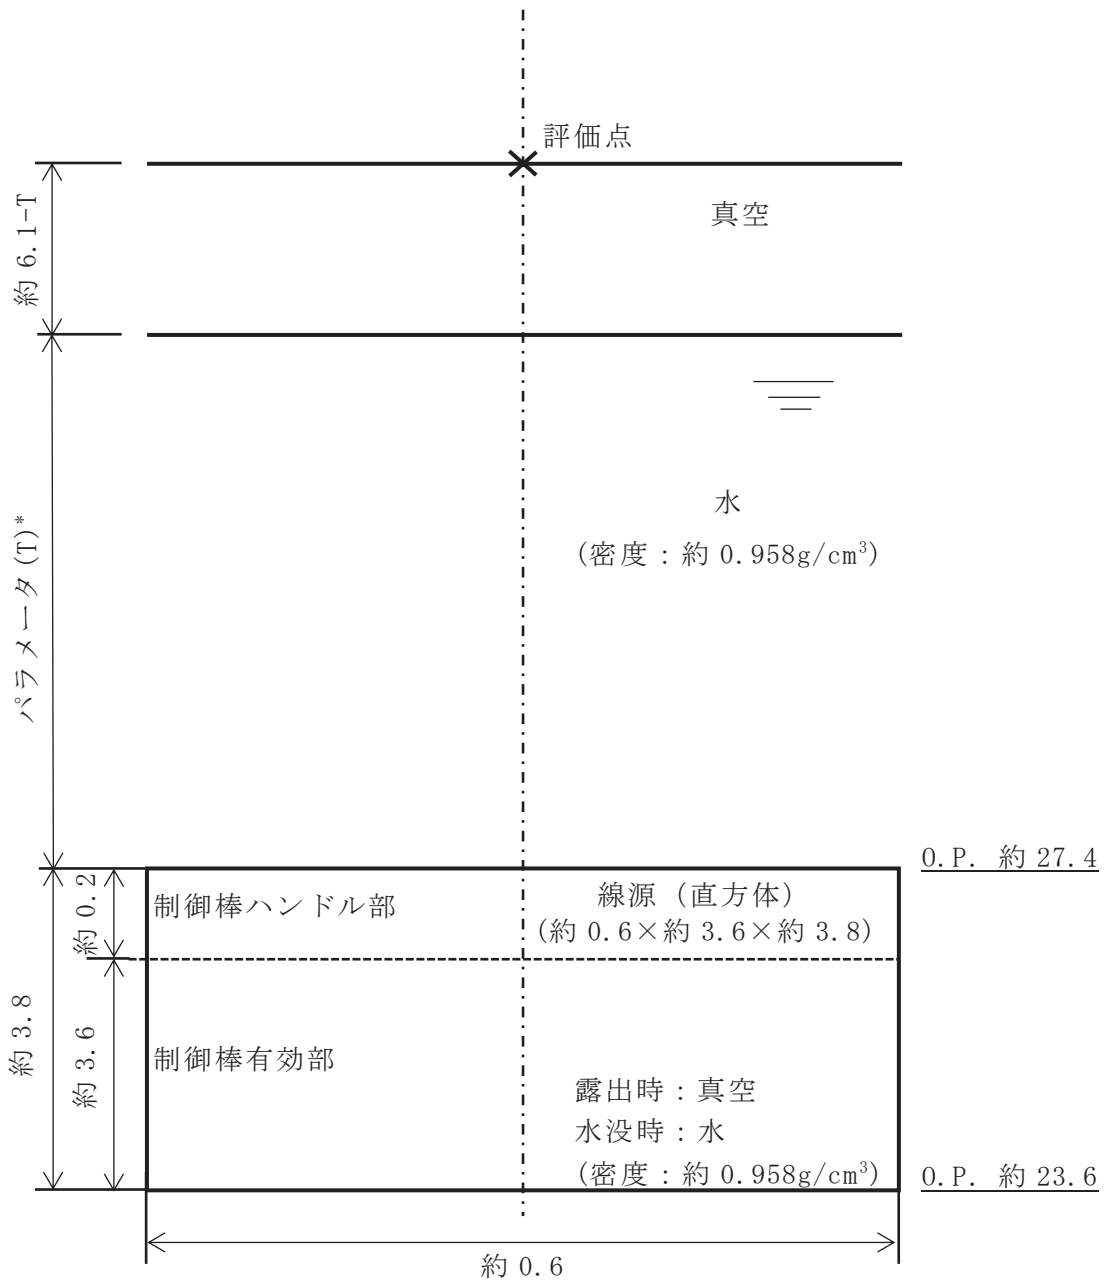 評価点
真空
約 6.1-T
水
(密度：約 0.958g/cm³)
パラメータ(T)*
O.P. 約 27.4
約 0.2
制御棒ハンドル部
線源 (直方体)
(約 0.6×約 3.6×約 3.8)
約 3.8
約 3.6
制御棒有効部
露出時：真空
水没時：水
(密度：約 0.958g/cm³)
O.P. 約 23.6
約 0.6